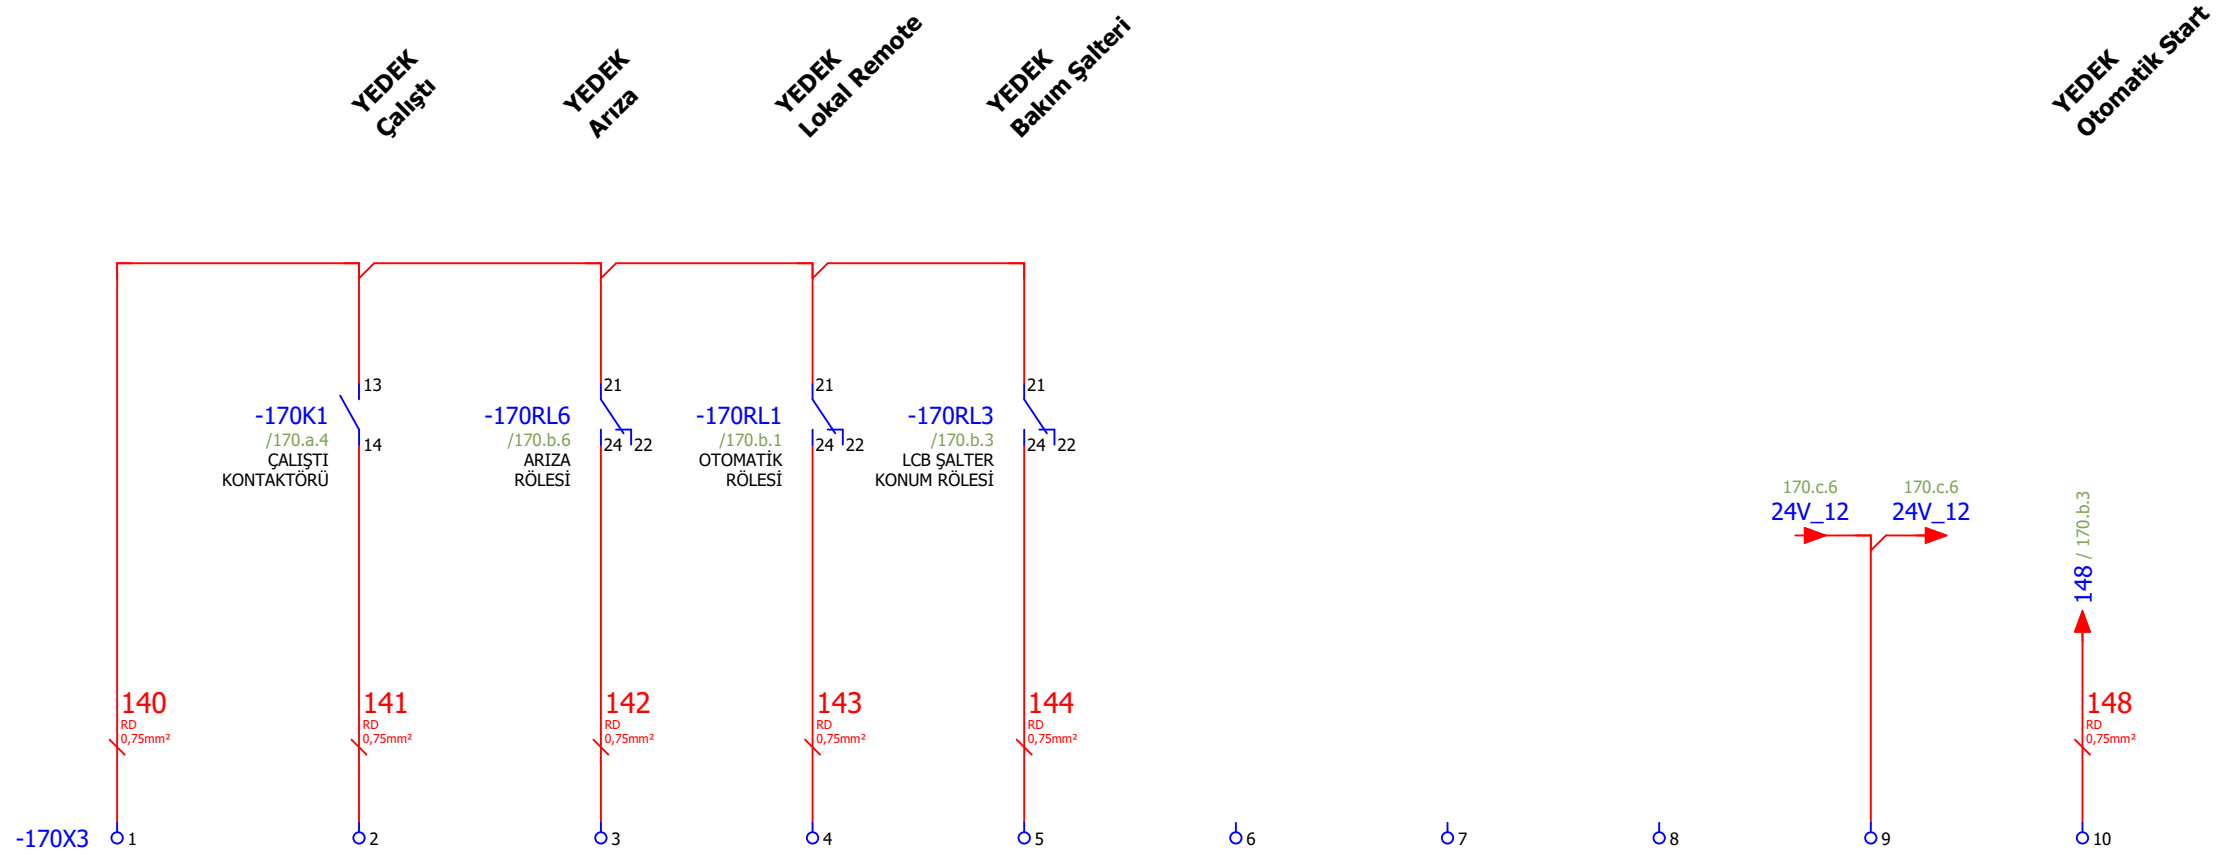 YEDEK
Çalıştı
YEDEK
Arıza
YEDEK
Lokal Remote
YEDEK
Bakım Şalteri
YEDEK
Otomatik Start
13
-170K1
/170.a.4
14
ÇALIŞTI
KONTAKTÖRÜ
21
-170RL6
/170.b.6
24 22
ARIZA
RÖLESİ
21
-170RL1
/170.b.1
24 22
OTOMATİK
RÖLESİ
21
-170RL3
/170.b.3
24 22
LCB ŞALTER
KONUM RÖLESİ
170.c.6
24V_12
170.c.6
24V_12
148 / 170.b.3
140
RD
0,75mm²
141
RD
0,75mm²
142
RD
0,75mm²
143
RD
0,75mm²
144
RD
0,75mm²
148
RD
0,75mm²
-170X3 1 2 3 4 5 6 7 8 9 10